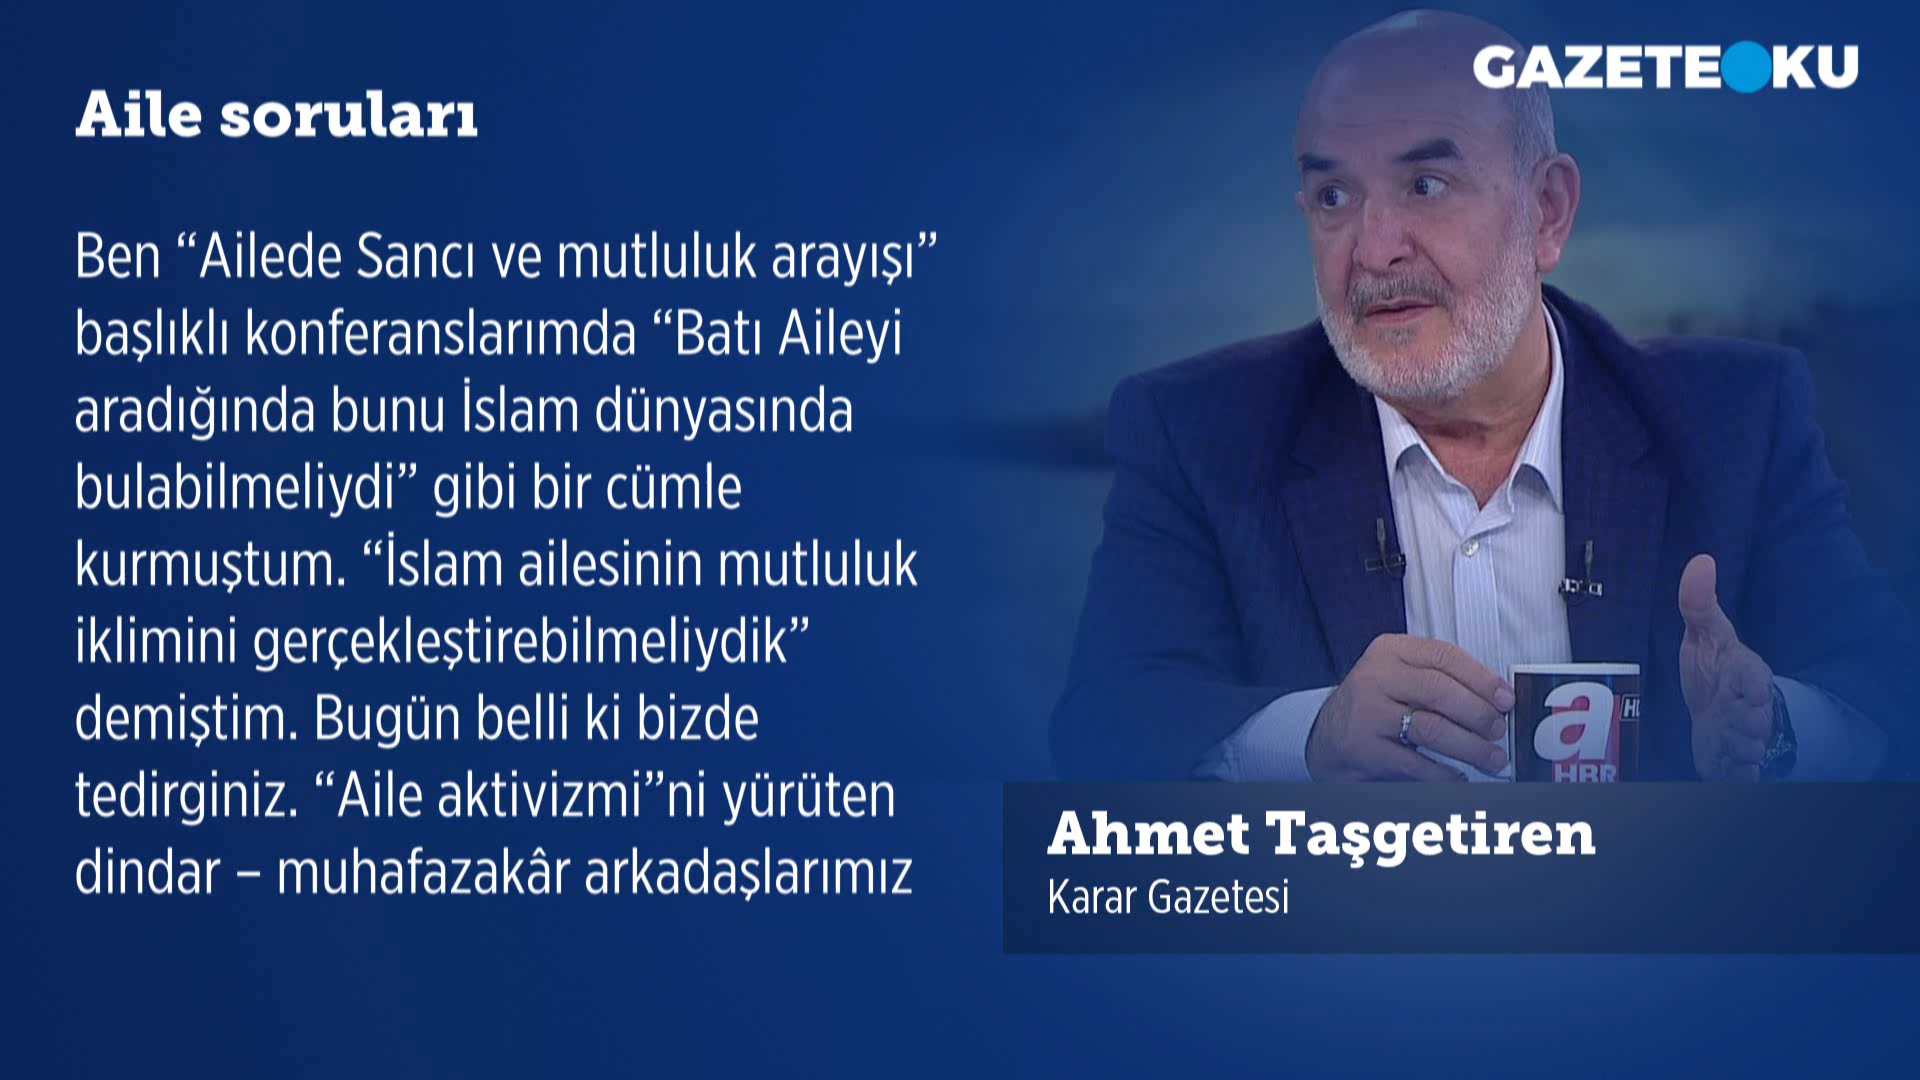 GAZETEOKU
Aile soruları
Ben “Ailede Sancı ve mutluluk arayışı”
başlıklı konferanslarımda “Batı Aileyi
aradığında bunu İslam dünyasında
bulabilmeliydi” gibi bir cümle
kurmuştum. “İslam ailesinin mutluluk
iklimini gerçekleştirebilmeliydik”
demiştim. Bugün belli ki bizde
tedirginiz. “Aile aktivizmi”ni yürüten
dindar – muhafazakâr arkadaşlarımız
a
HBR
Ahmet Taşgetiren
Karar Gazetesi